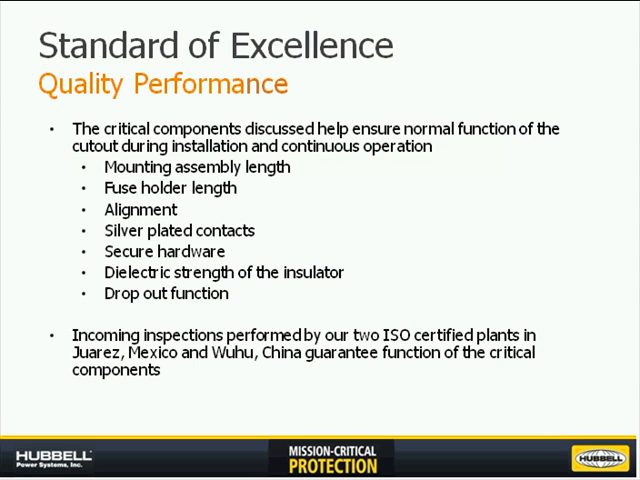 Standard of Excellence
Quality Performance
• The critical components discussed help ensure normal function of the
cutout during installation and continuous operation
• Mounting assembly length
• Fuse holder length
• Alignment
• Silver plated contacts
• Secure hardware
• Dielectric strength of the insulator
• Drop out function
• Incoming inspections performed by our two ISO certified plants in
Juarez, Mexico and Wuhu, China guarantee function of the critical
components
HUBBELL
Power Systems, Inc.
MISSION-CRITICAL
PROTECTION
HUBBELL